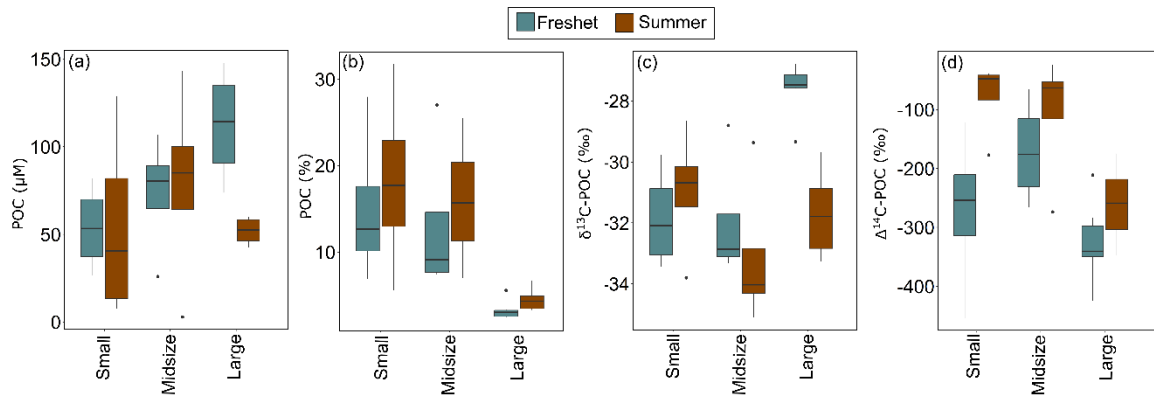 Freshet Summer
(a)
POC (µM)
150
100
50
0
Small
Midsize
Large
(b)
POC (%)
30
20
10
Small
Midsize
Large
(c)
δ¹³C-POC (‰)
-28
-30
-32
-34
Small
Midsize
Large
(d)
Δ¹⁴C-POC (‰)
-100
-200
-300
-400
Small
Midsize
Large